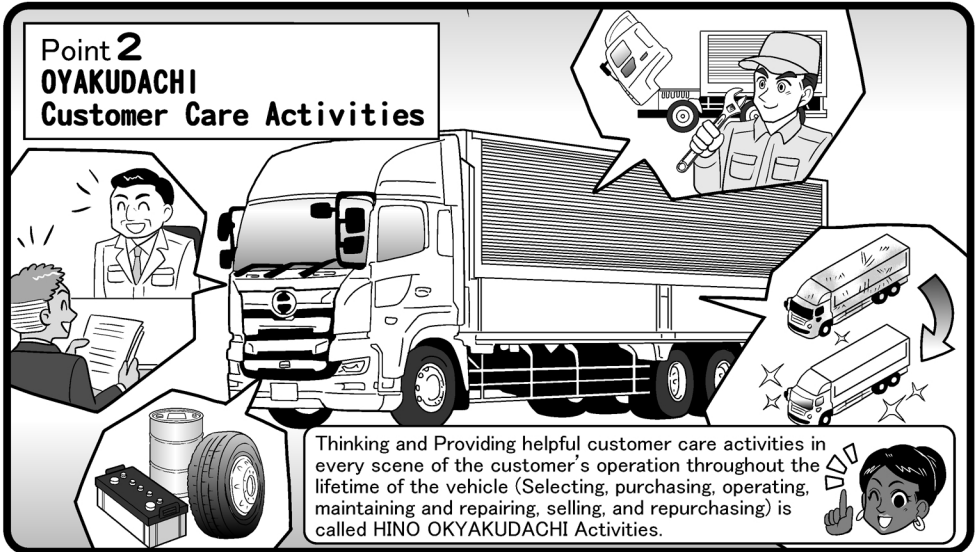 Point 2
OYAKUDACHI
Customer Care Activities
Thinking and Providing helpful customer care activities in
every scene of the customer's operation throughout the
lifetime of the vehicle (Selecting, purchasing, operating,
maintaining and repairing, selling, and repurchasing) is
called HINO OKYAKUDACHI Activities.